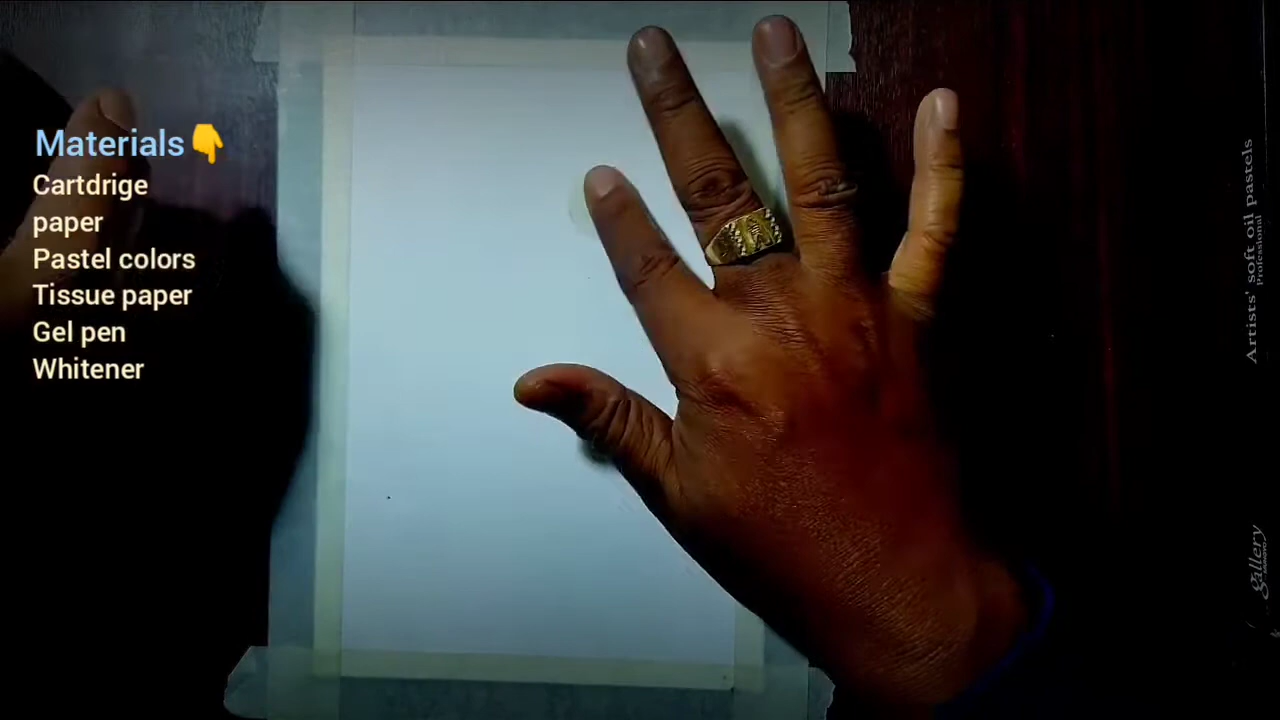 Materials👇
Cartdrige
paper
Pastel colors
Tissue paper
Gel pen
Whitener
Artists' soft oil pastels
Professional
gallery